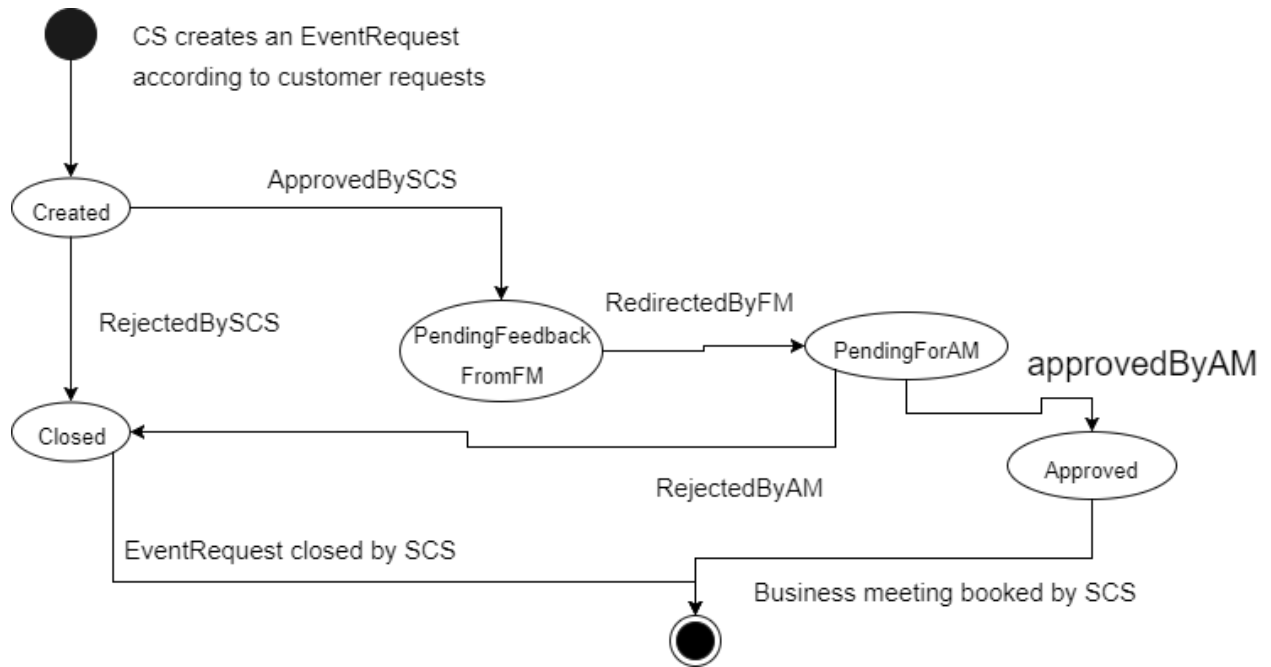 CS creates an EventRequest
according to customer requests
ApprovedBySCS
Created
RejectedBySCS
RedirectedByFM
PendingFeedback
FromFM
PendingForAM
approvedByAM
Closed
Approved
RejectedByAM
EventRequest closed by SCS
Business meeting booked by SCS